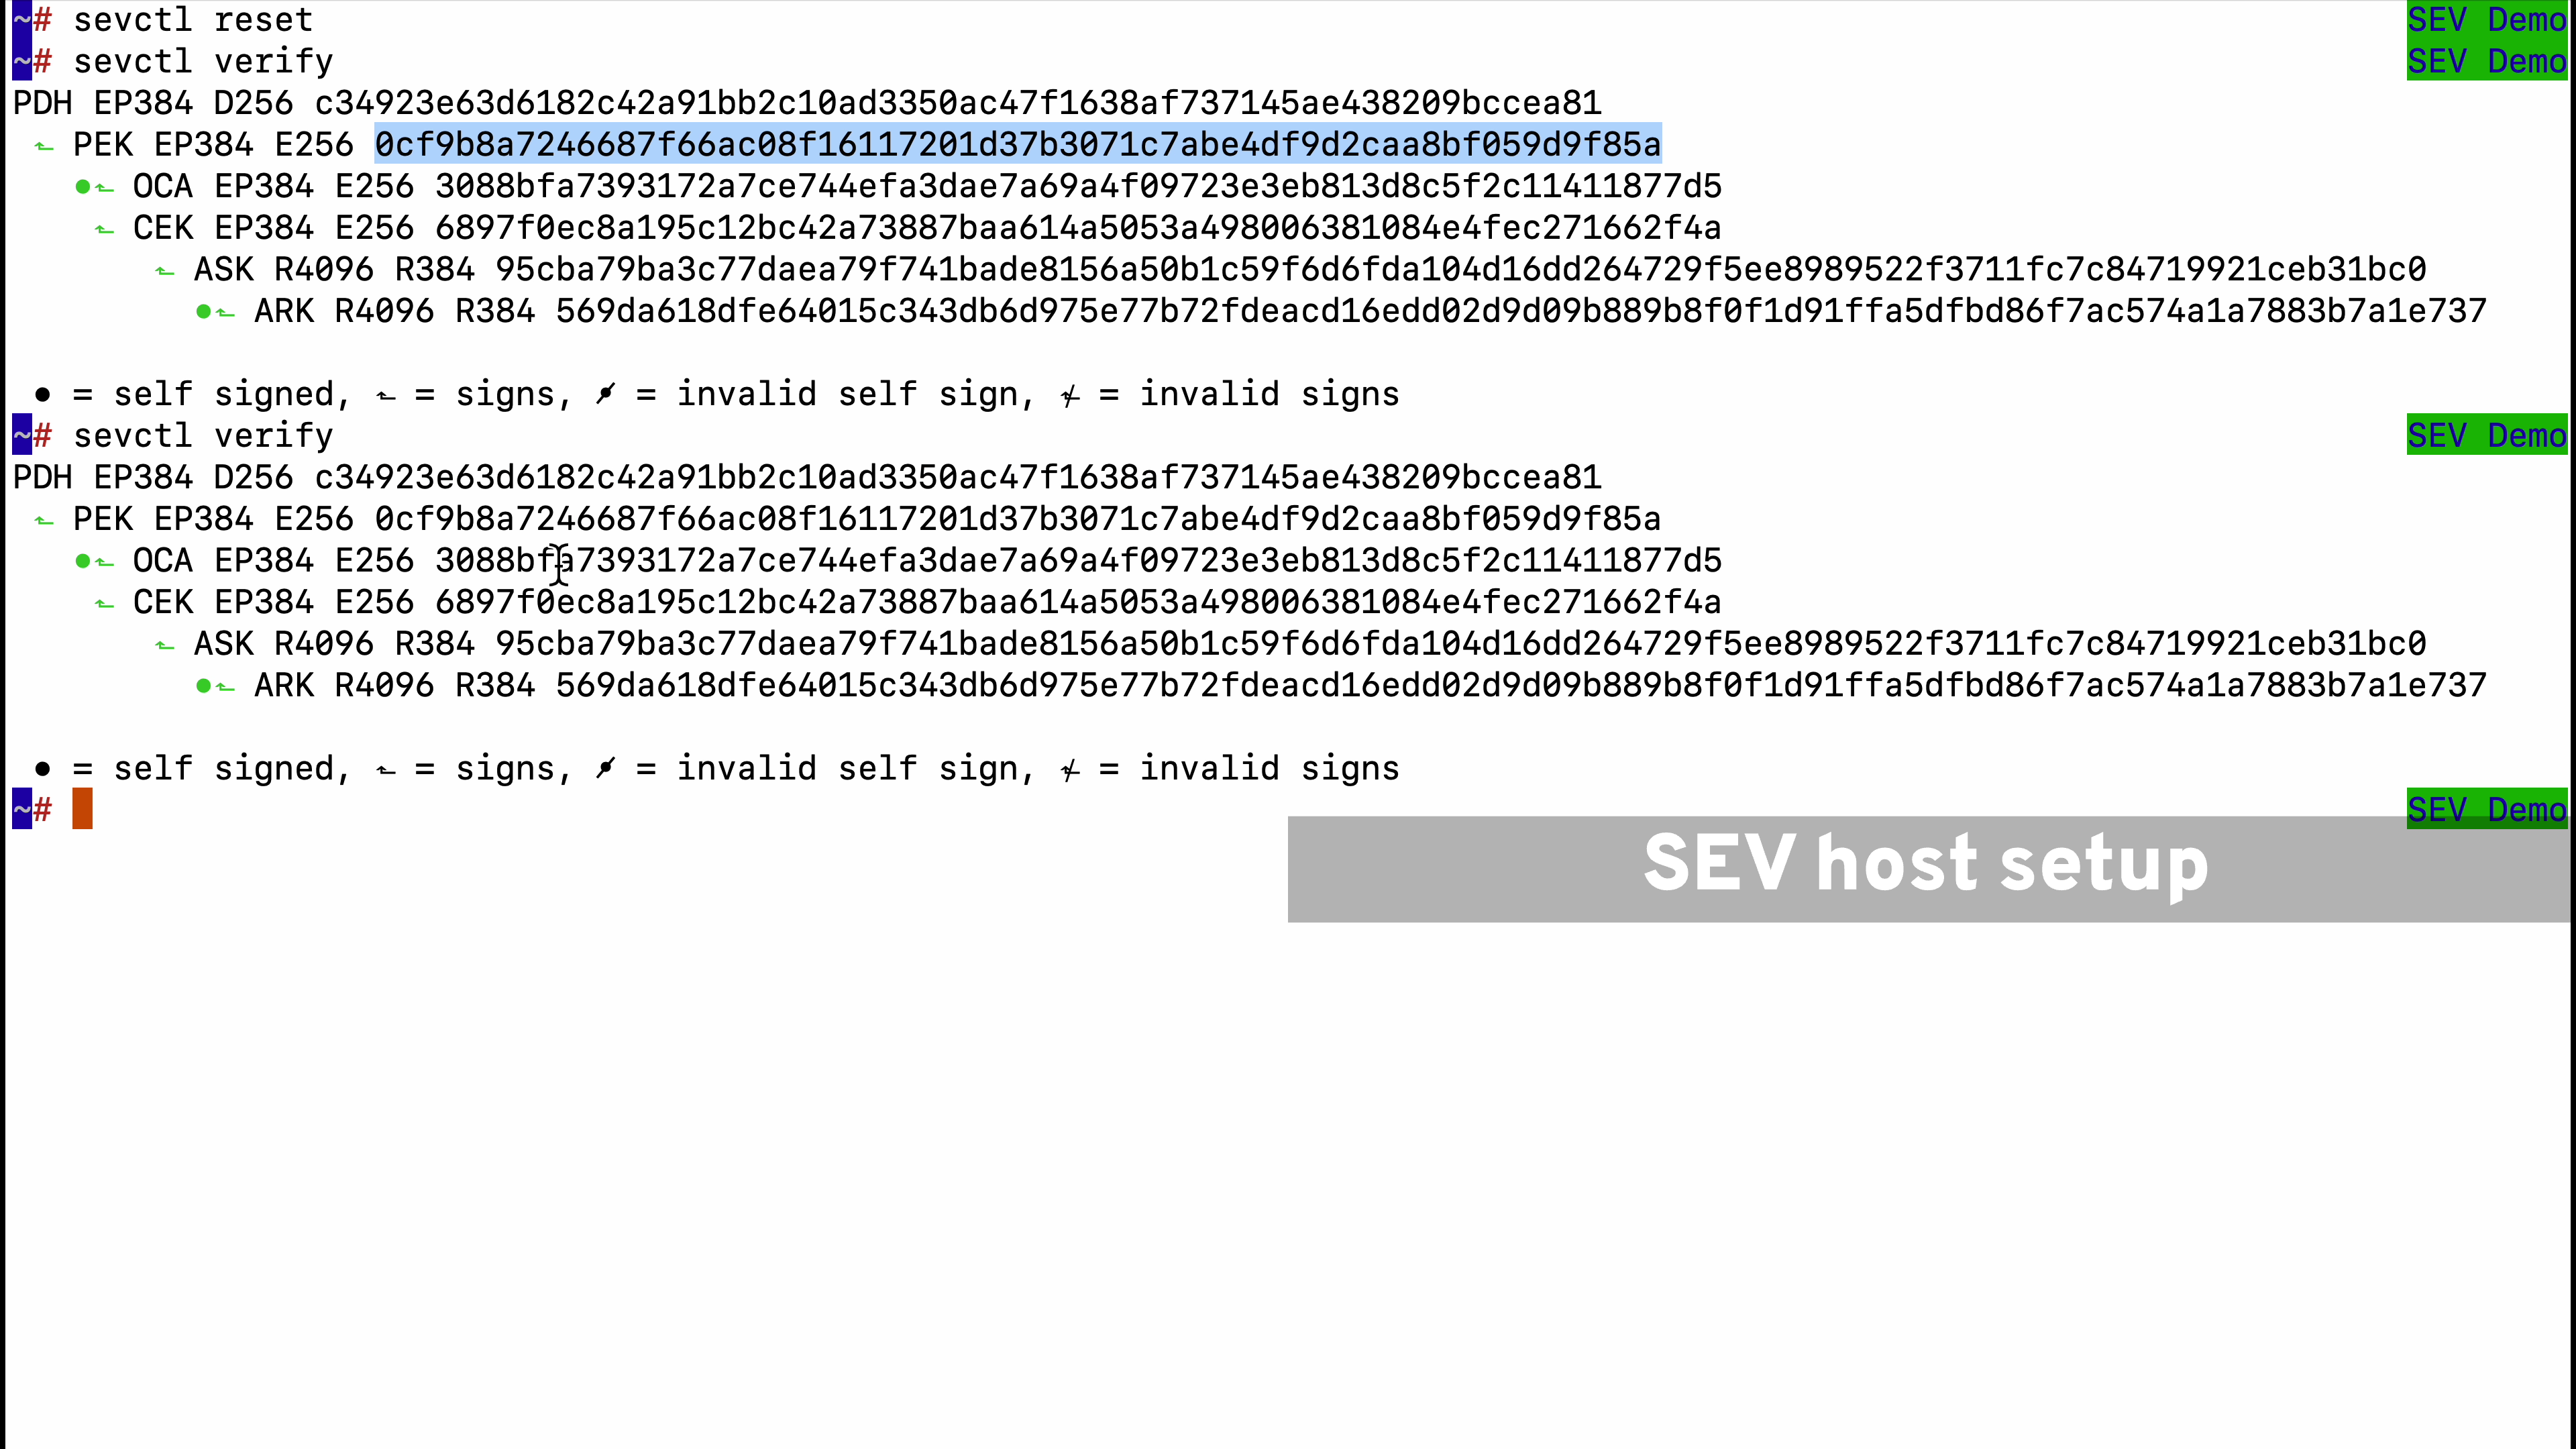 ~# sevctl reset SEV Demo
~# sevctl verify SEV Demo
PDH EP384 D256 c34923e63d6182c42a91bb2c10ad3350ac47f1638af737145ae438209bccea81
⬑ PEK EP384 E256 0cf9b8a7246687f66ac08f16117201d37b3071c7abe4df9d2caa8bf059d9f85a
●⬑ OCA EP384 E256 3088bfa7393172a7ce744efa3dae7a69a4f09723e3eb813d8c5f2c11411877d5
⬑ CEK EP384 E256 6897f0ec8a195c12bc42a73887baa614a5053a498006381084e4fec271662f4a
⬑ ASK R4096 R384 95cba79ba3c77daea79f741bade8156a50b1c59f6d6fda104d16dd264729f5ee8989522f3711fc7c84719921ceb31bc0
●⬑ ARK R4096 R384 569da618dfe64015c343db6d975e77b72fdeacd16edd02d9d09b889b8f0f1d91ffa5dfbd86f7ac574a1a7883b7a1e737
● = self signed, ⬑ = signs, ●̸ = invalid self sign, ⬑̸ = invalid signs
~# sevctl verify SEV Demo
PDH EP384 D256 c34923e63d6182c42a91bb2c10ad3350ac47f1638af737145ae438209bccea81
⬑ PEK EP384 E256 0cf9b8a7246687f66ac08f16117201d37b3071c7abe4df9d2caa8bf059d9f85a
●⬑ OCA EP384 E256 3088bfa7393172a7ce744efa3dae7a69a4f09723e3eb813d8c5f2c11411877d5
⬑ CEK EP384 E256 6897f0ec8a195c12bc42a73887baa614a5053a498006381084e4fec271662f4a
⬑ ASK R4096 R384 95cba79ba3c77daea79f741bade8156a50b1c59f6d6fda104d16dd264729f5ee8989522f3711fc7c84719921ceb31bc0
●⬑ ARK R4096 R384 569da618dfe64015c343db6d975e77b72fdeacd16edd02d9d09b889b8f0f1d91ffa5dfbd86f7ac574a1a7883b7a1e737
● = self signed, ⬑ = signs, ●̸ = invalid self sign, ⬑̸ = invalid signs
~# SEV Demo
SEV host setup